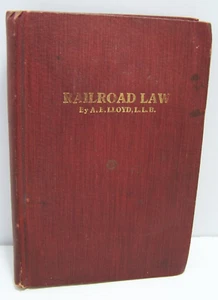 RAILROAD LAW
By A. E. LLOYD, L. L. B.